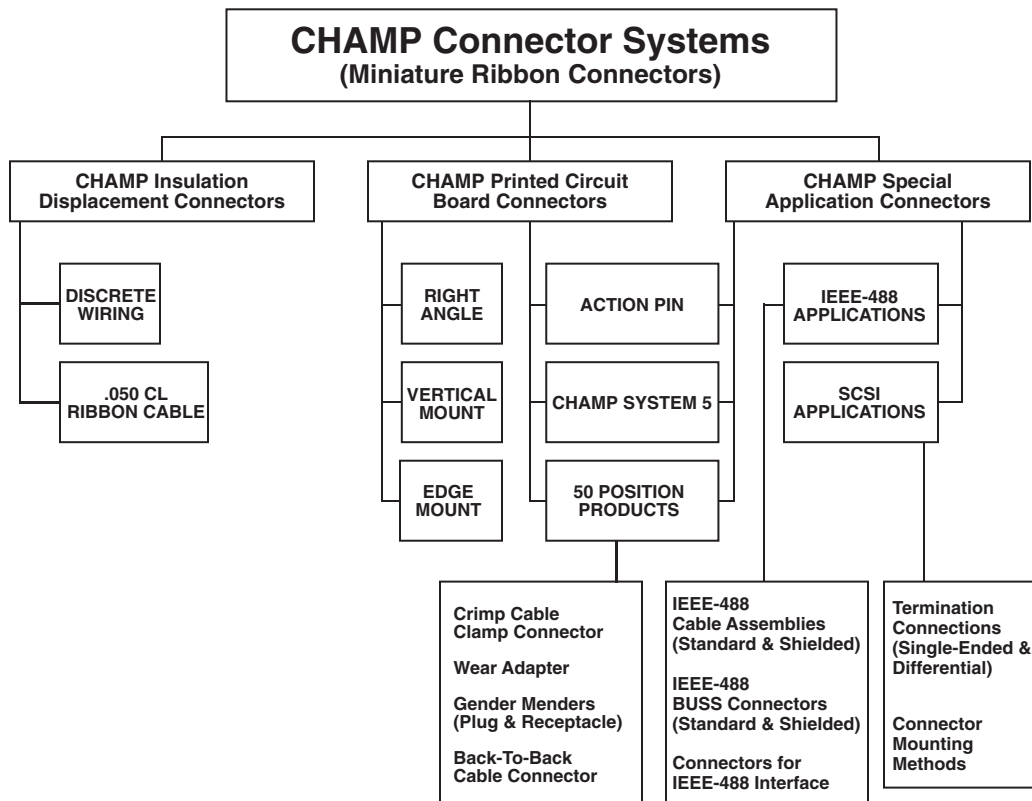 CHAMP Connector Systems
(Miniature Ribbon Connectors)
CHAMP Insulation
Displacement Connectors
CHAMP Printed Circuit
Board Connectors
CHAMP Special
Application Connectors
DISCRETE
WIRING
.050 CL
RIBBON CABLE
RIGHT
ANGLE
VERTICAL
MOUNT
EDGE
MOUNT
ACTION PIN
CHAMP SYSTEM 5
50 POSITION
PRODUCTS
IEEE-488
APPLICATIONS
SCSI
APPLICATIONS
Crimp Cable
Clamp Connector
Wear Adapter
Gender Menders
(Plug & Receptacle)
Back-To-Back
Cable Connector
IEEE-488
Cable Assemblies
(Standard & Shielded)
IEEE-488
BUSS Connectors
(Standard & Shielded)
Connectors for
IEEE-488 Interface
Termination
Connections
(Single-Ended &
Differential)
Connector
Mounting
Methods